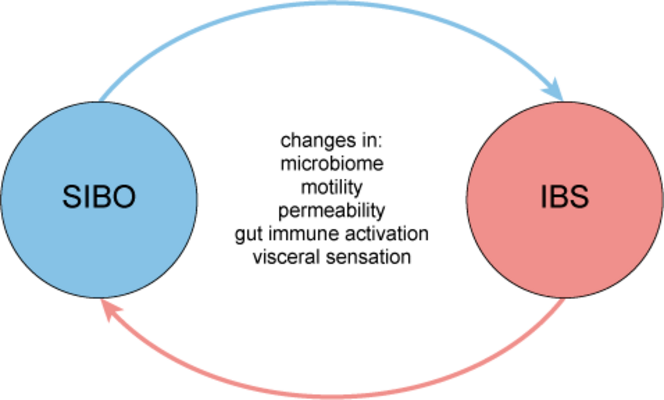 SIBO
changes in:
microbiome
motility
permeability
gut immune activation
visceral sensation
IBS